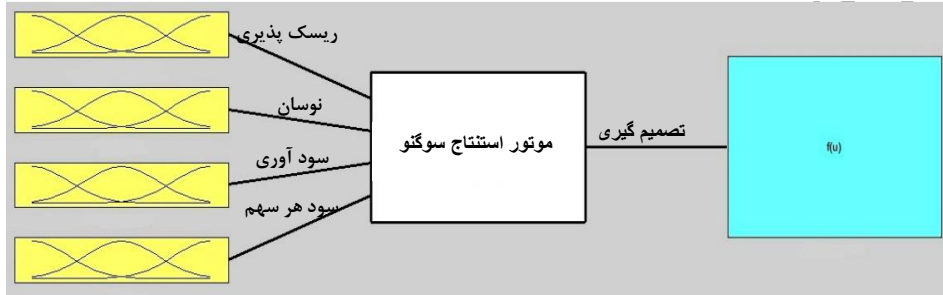 ریسک پذیری
نوسان
سود آوری
سود هر سهم
موتور استنتاج سوگنو
تصمیم گیری
f(u)